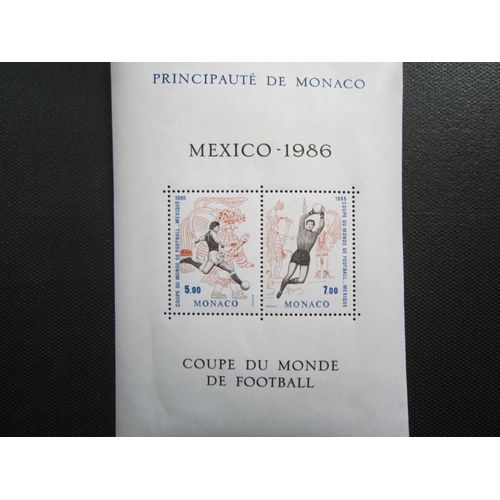 PRINCIPAUTÉ DE MONACO
MEXICO - 1986
1986
COUPE DU MONDE DE FOOTBALL, MEXIQUE
5.00
MONACO
1986
COUPE DU MONDE DE FOOTBALL, MEXIQUE
7.00
MONACO
COUPE DU MONDE
DE FOOTBALL